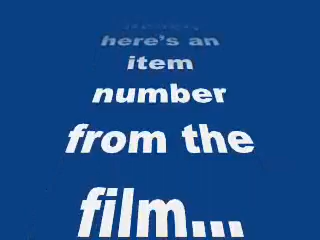 here's an
item
number
from the
film...